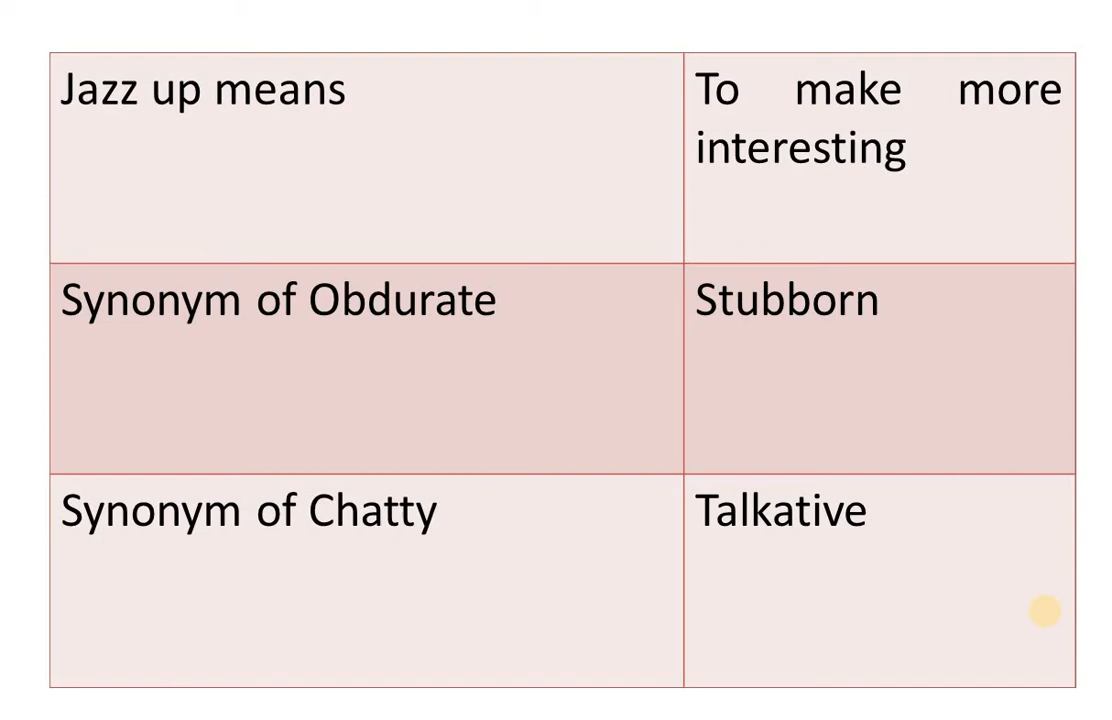 Jazz up means
To make more
interesting
Synonym of Obdurate
Stubborn
Synonym of Chatty
Talkative